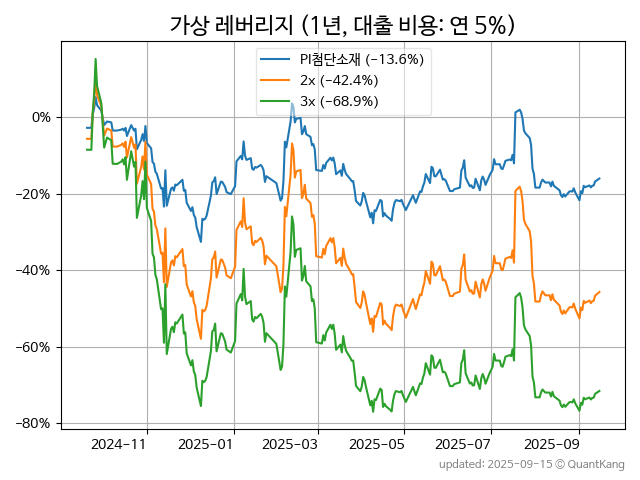 가상 레버리지 (1년, 대출 비용: 연 5%)
PI첨단소재 (−13.6%)
2x (−42.4%)
3x (−68.9%)
0%
−20%
−40%
−60%
−80%
2024-11 2025-01 2025-03 2025-05 2025-07 2025-09
updated: 2025-09-15 © QuantKang